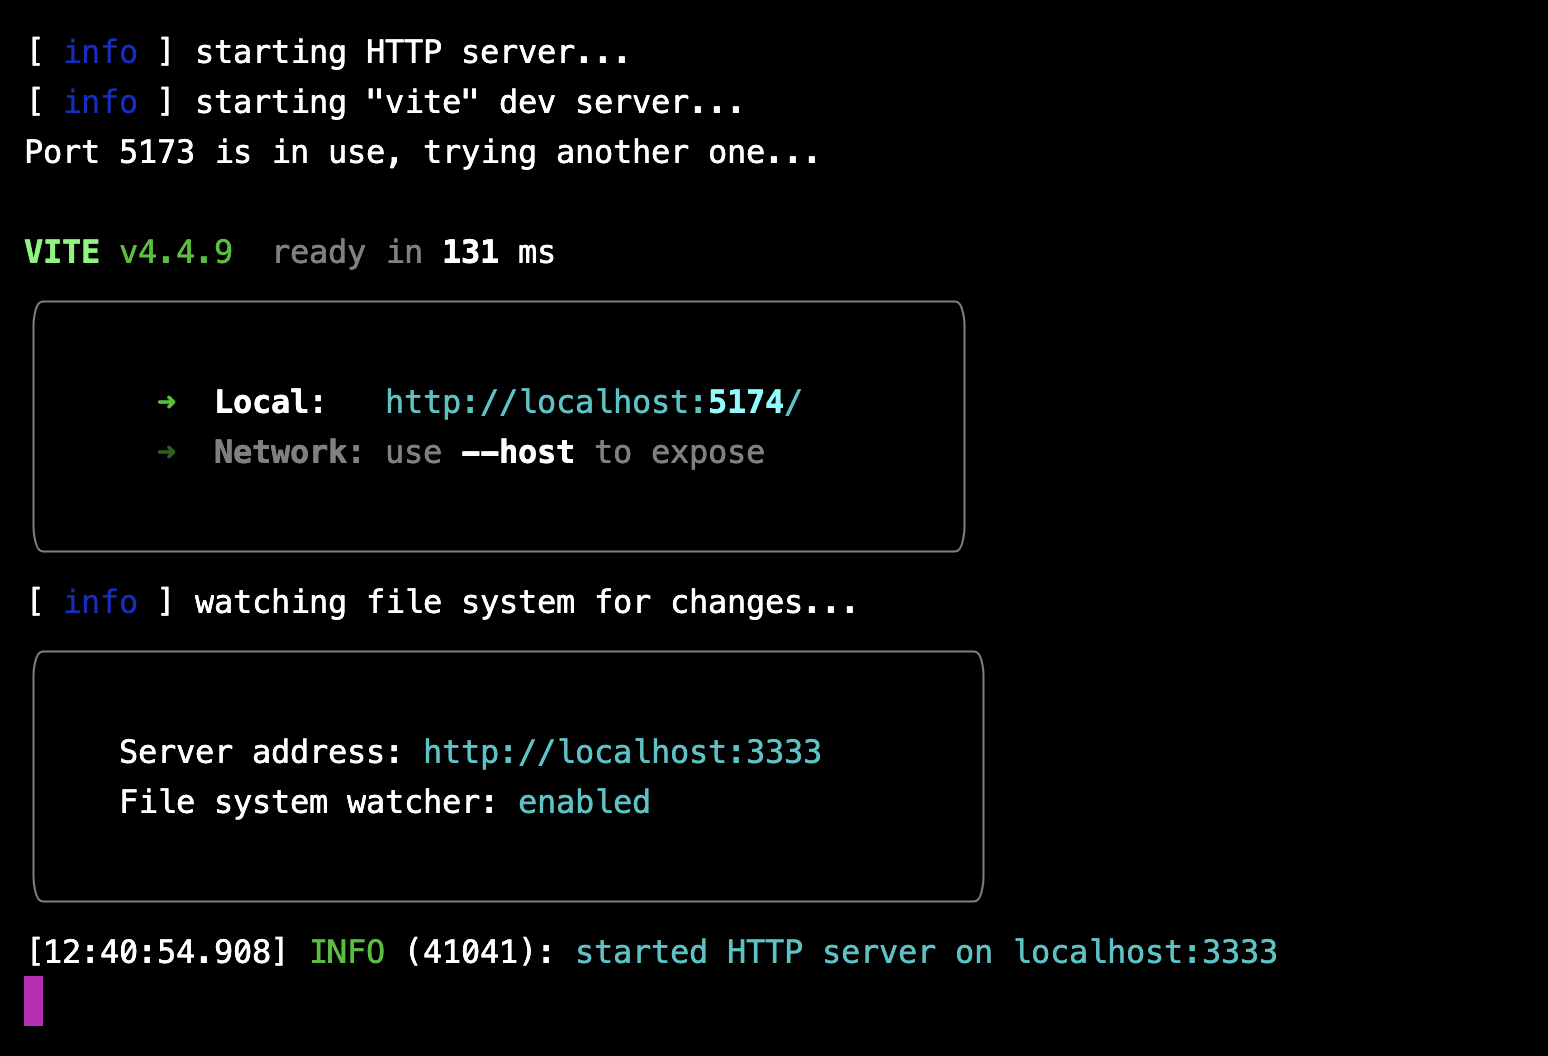 [ info ] starting HTTP server...
[ info ] starting "vite" dev server...
Port 5173 is in use, trying another one...
VITE v4.4.9  ready in 131 ms
➜  Local:   http://localhost:5174/
➜  Network: use --host to expose
[ info ] watching file system for changes...
Server address: http://localhost:3333
File system watcher: enabled
[12:40:54.908] INFO (41041): started HTTP server on localhost:3333